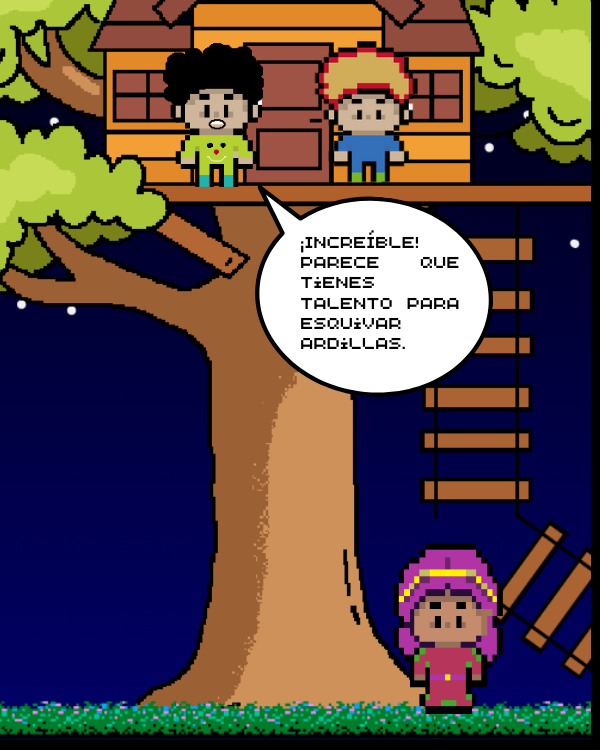 ¡INCREÍBLE!
PARECE QUE
TIENES
TALENTO PARA
ESQUIVAR
ARDILLAS.